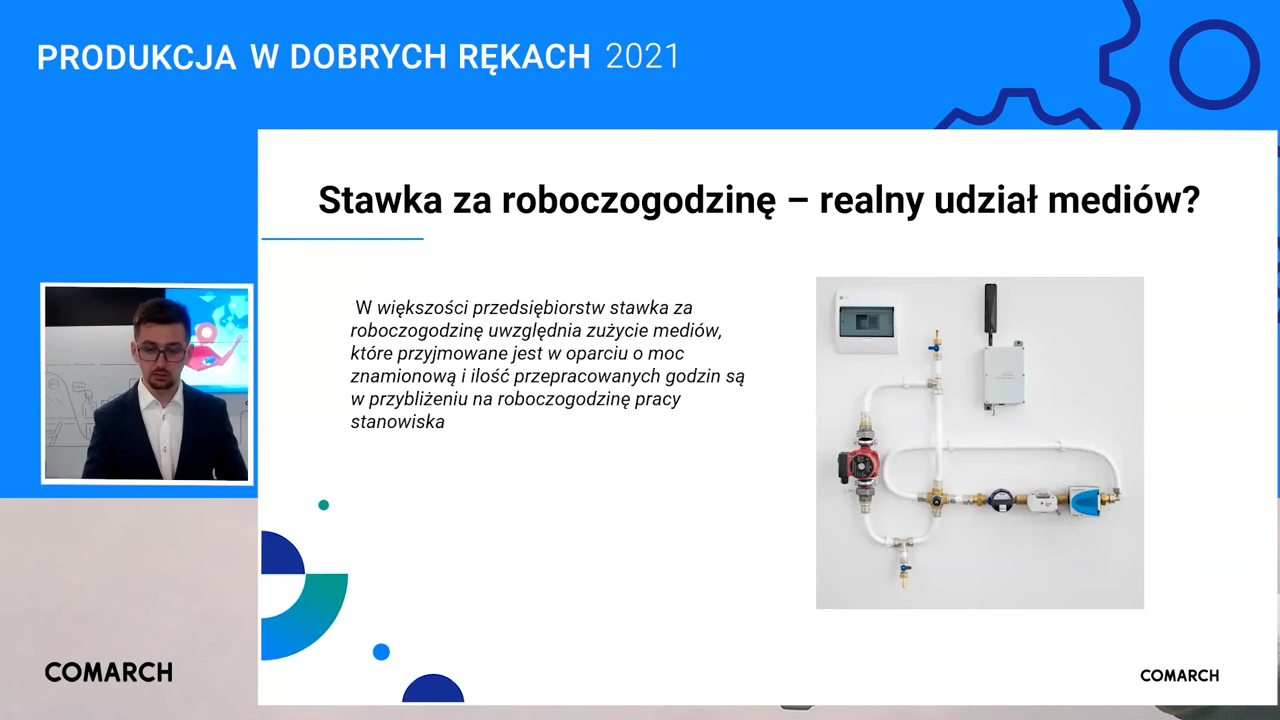 PRODUKCJA W DOBRYCH RĘKACH 2021
Stawka za roboczogodzinę – realny udział mediów?
W większości przedsiębiorstw stawka za
roboczogodzinę uwzględnia zużycie mediów,
które przyjmowane jest w oparciu o moc
znamionową i ilość przepracowanych godzin są
w przybliżeniu na roboczogodzinę pracy
stanowiska
COMARCH
COMARCH